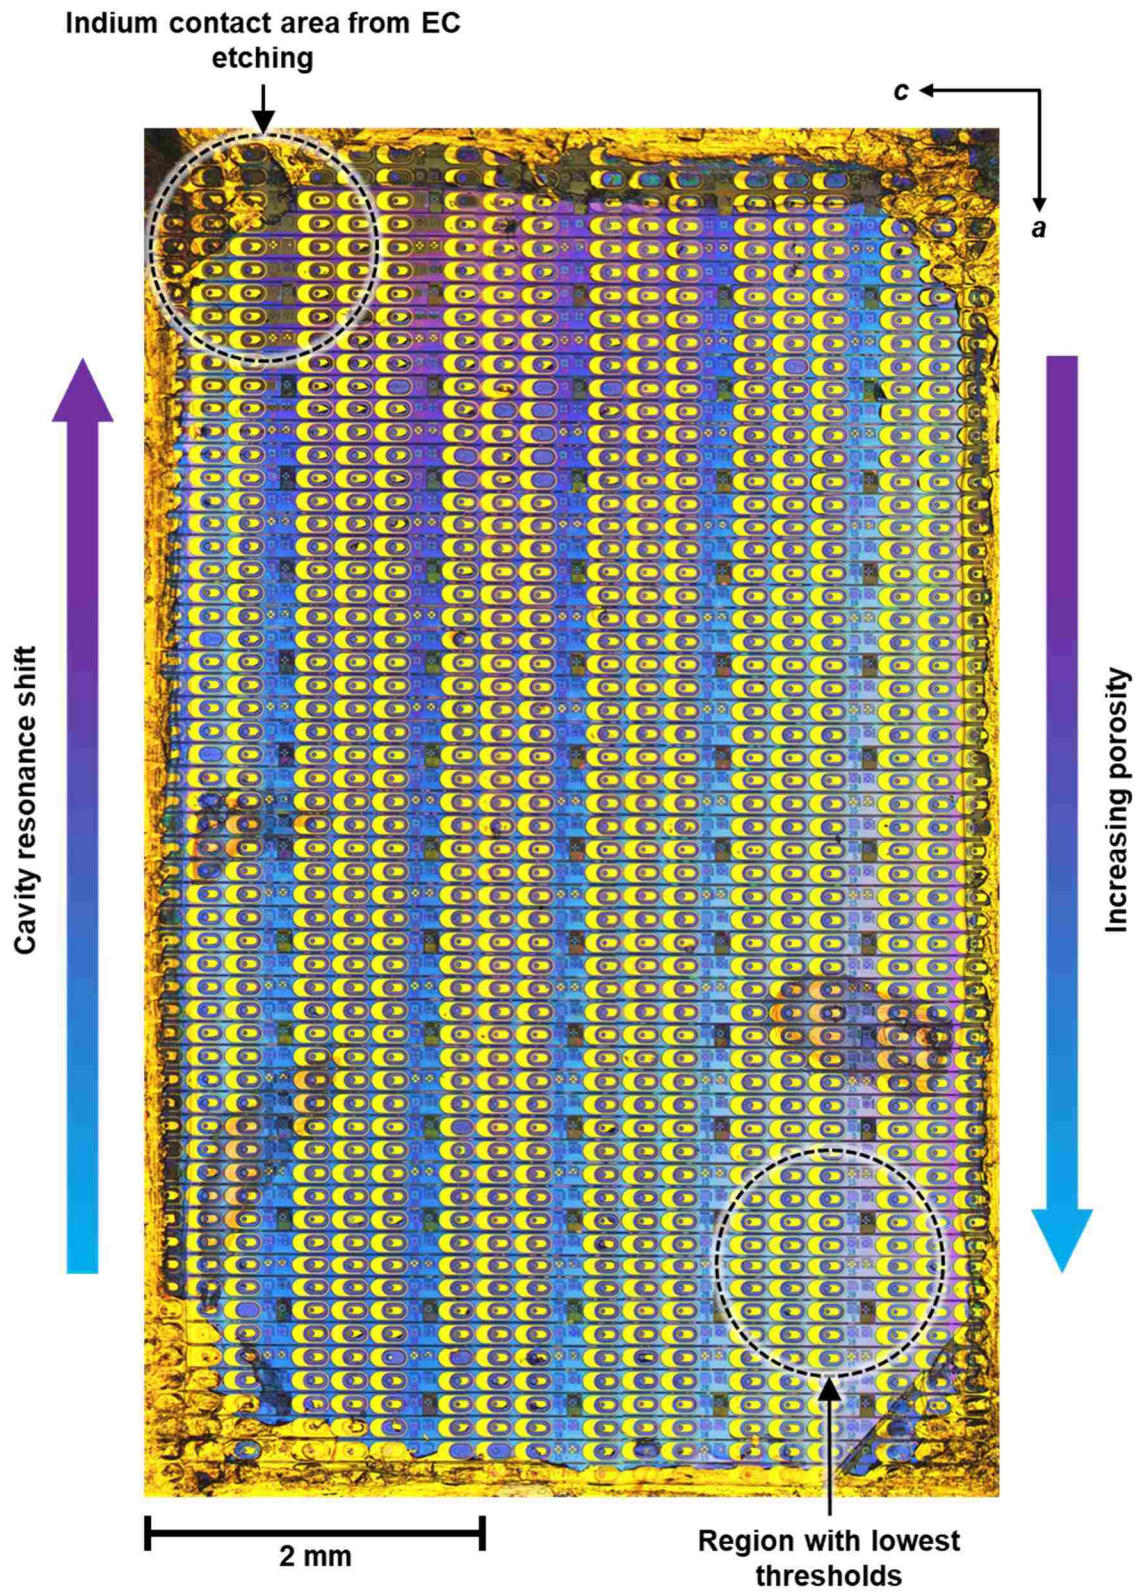 Indium contact area from EC
etching
c
a
Cavity resonance shift
Increasing porosity
2 mm
Region with lowest
thresholds